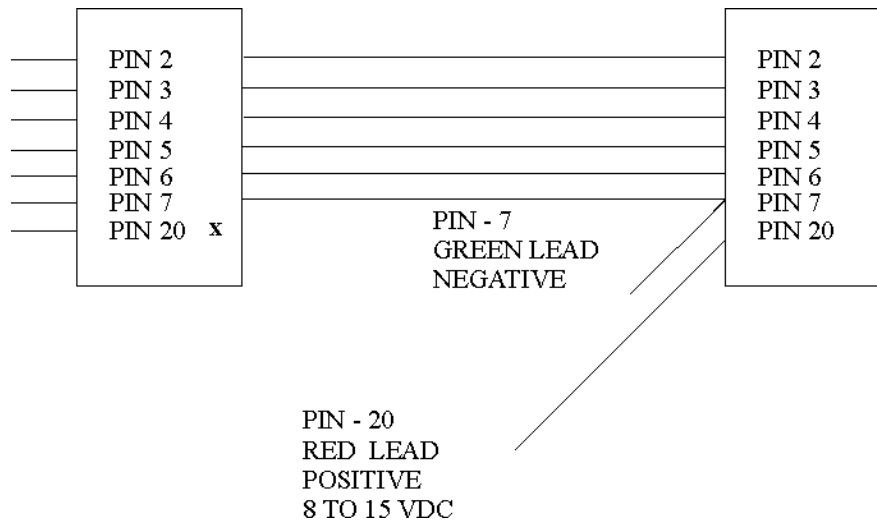 PIN 2
PIN 3
PIN 4
PIN 5
PIN 6
PIN 7
PIN 20 x
PIN 2
PIN 3
PIN 4
PIN 5
PIN 6
PIN 7
PIN 20
PIN - 7
GREEN LEAD
NEGATIVE
PIN - 20
RED LEAD
POSITIVE
8 TO 15 VDC